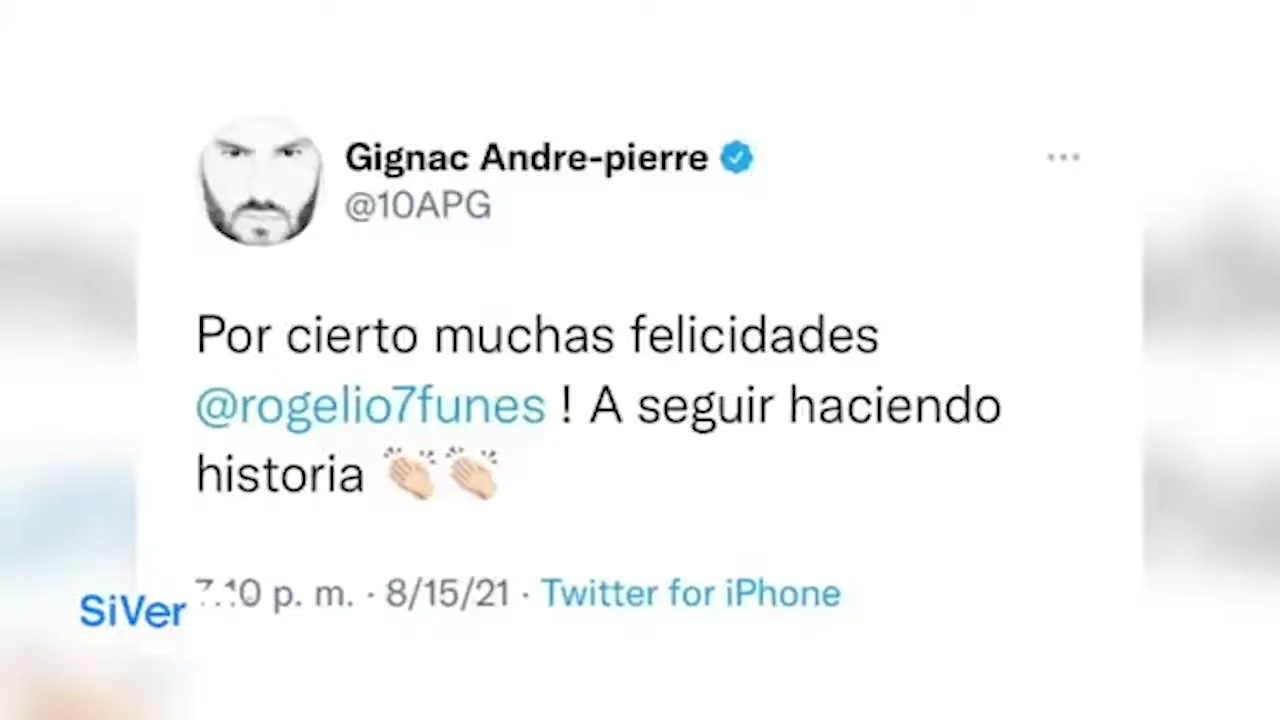 Gignac Andre-pierre
@10APG
Por cierto muchas felicidades
@rogelio7funes ! A seguir haciendo
historia 👏🏻👏🏻
p. m. · 8/15/21 · Twitter for iPhone
SiVer